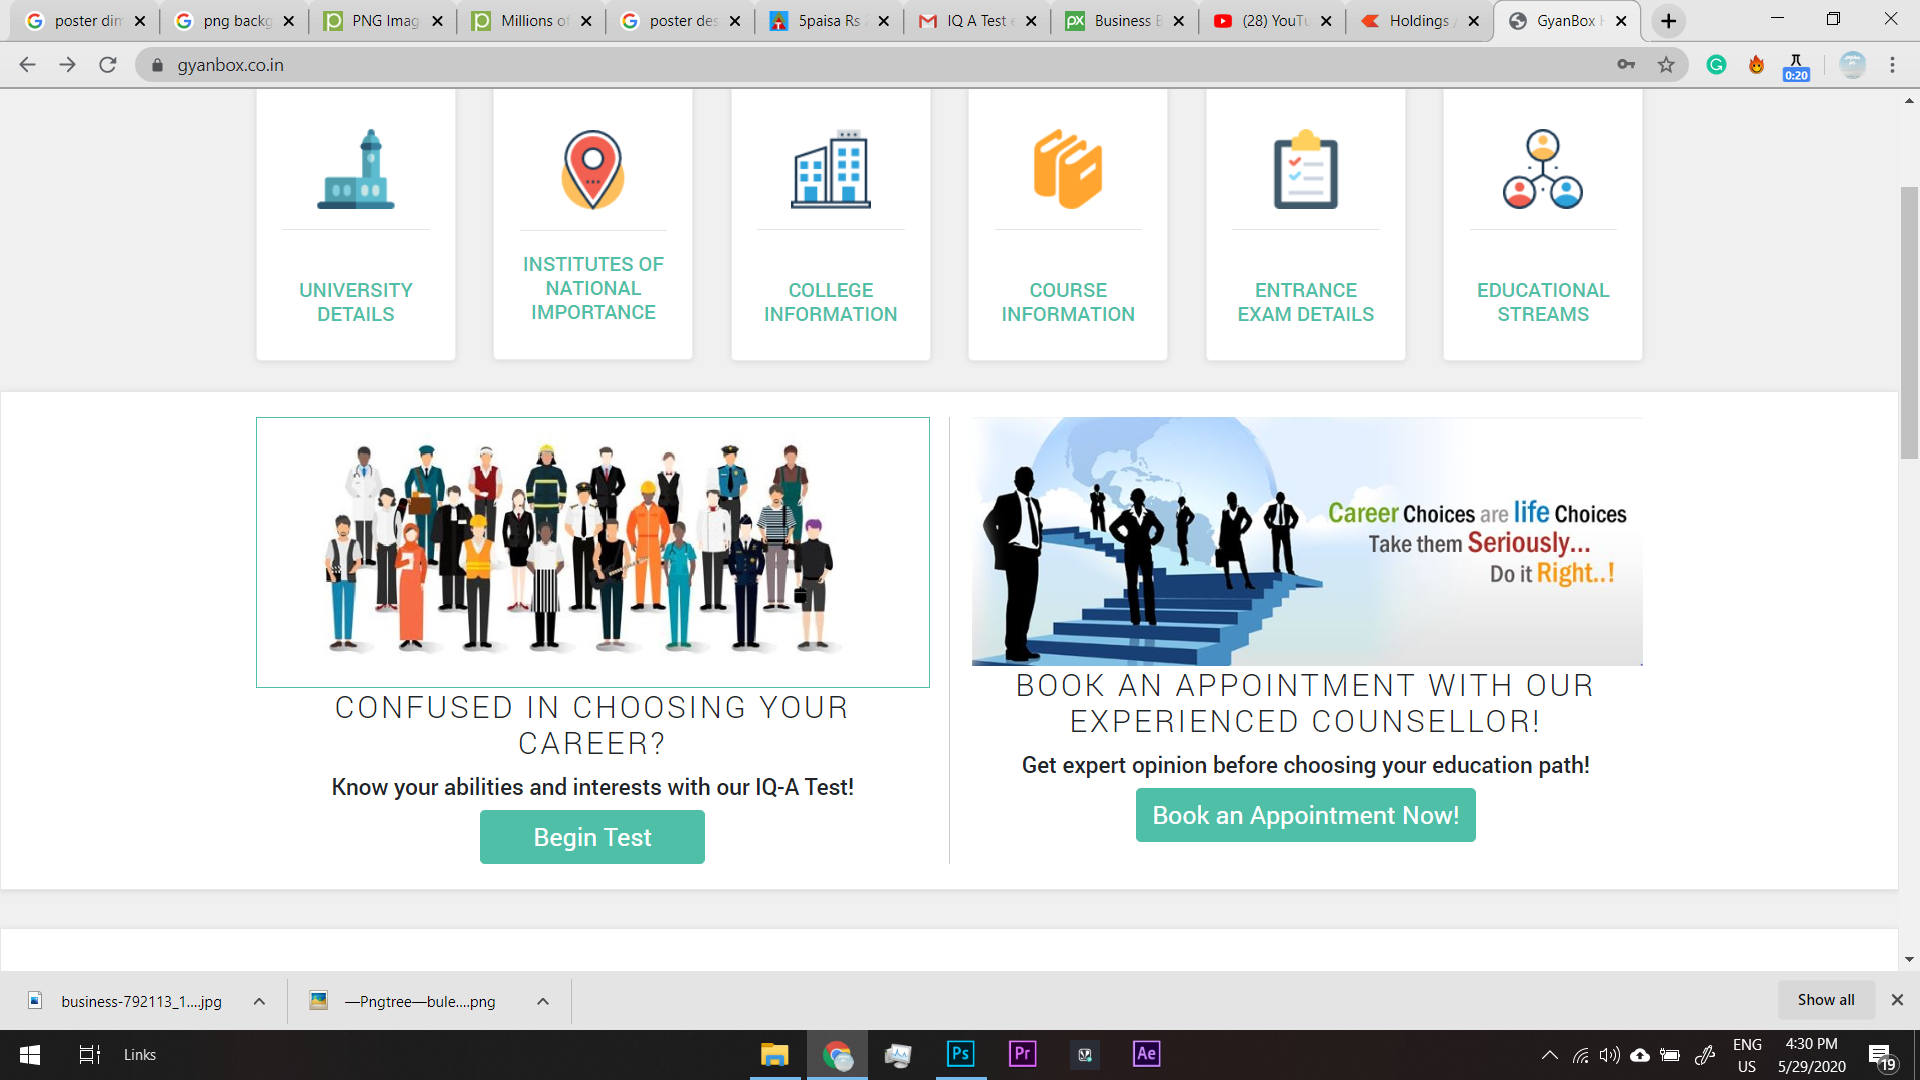 poster dim
png backg
PNG Imag
Millions of
poster des
5paisa Rs 2
IQ A Test e
Business B
(28) YouTu
Holdings /
GyanBox H
gyanbox.co.in
0:20
UNIVERSITY
DETAILS
INSTITUTES OF
NATIONAL
IMPORTANCE
COLLEGE
INFORMATION
COURSE
INFORMATION
ENTRANCE
EXAM DETAILS
EDUCATIONAL
STREAMS
Career Choices are life Choices
Take them Seriously...
Do it Right..!
CONFUSED IN CHOOSING YOUR
CAREER?
Know your abilities and interests with our IQ-A Test!
Begin Test
BOOK AN APPOINTMENT WITH OUR
EXPERIENCED COUNSELLOR!
Get expert opinion before choosing your education path!
Book an Appointment Now!
business-792113_1....jpg
—Pngtree—bule....png
Show all
Links
Ps
Pr
Ae
ENG
US
4:30 PM
5/29/2020
19